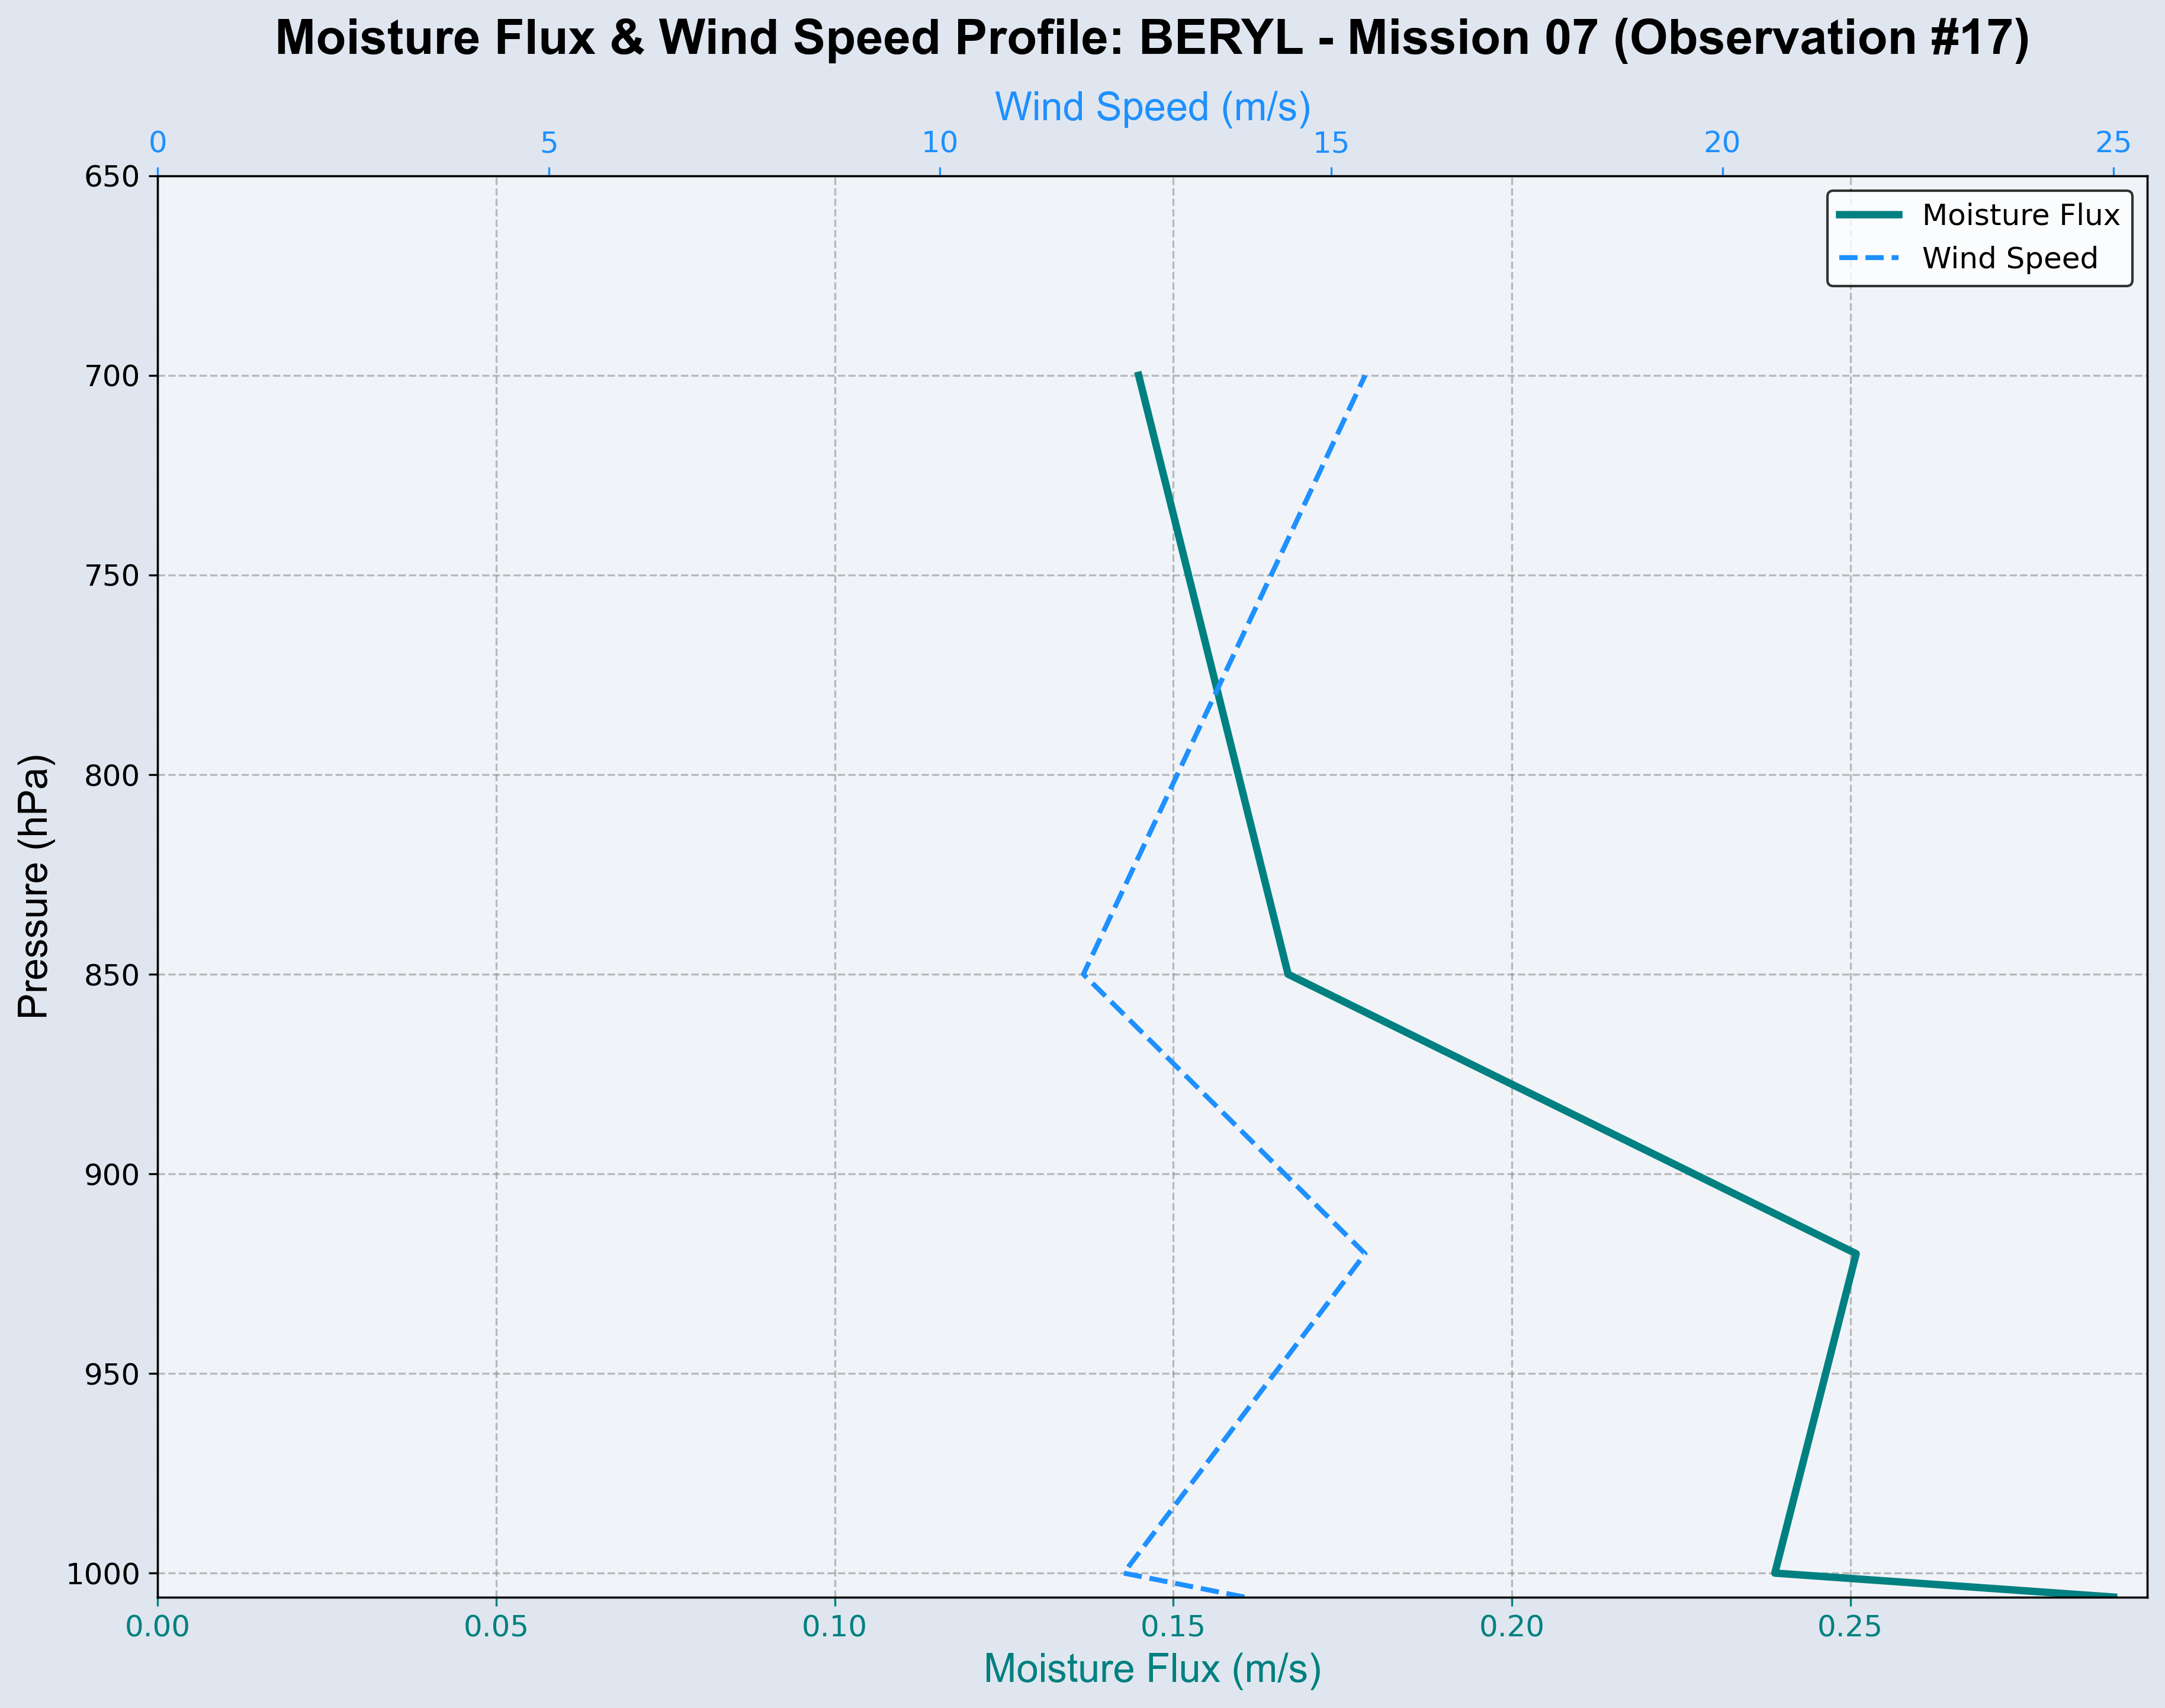 Moisture Flux & Wind Speed Profile: BERYL - Mission 07 (Observation #17)
Wind Speed (m/s)
0 5 10 15 20 25
Moisture Flux
Wind Speed
Pressure (hPa)
650
700
750
800
850
900
950
1000
0.00 0.05 0.10 0.15 0.20 0.25
Moisture Flux (m/s)